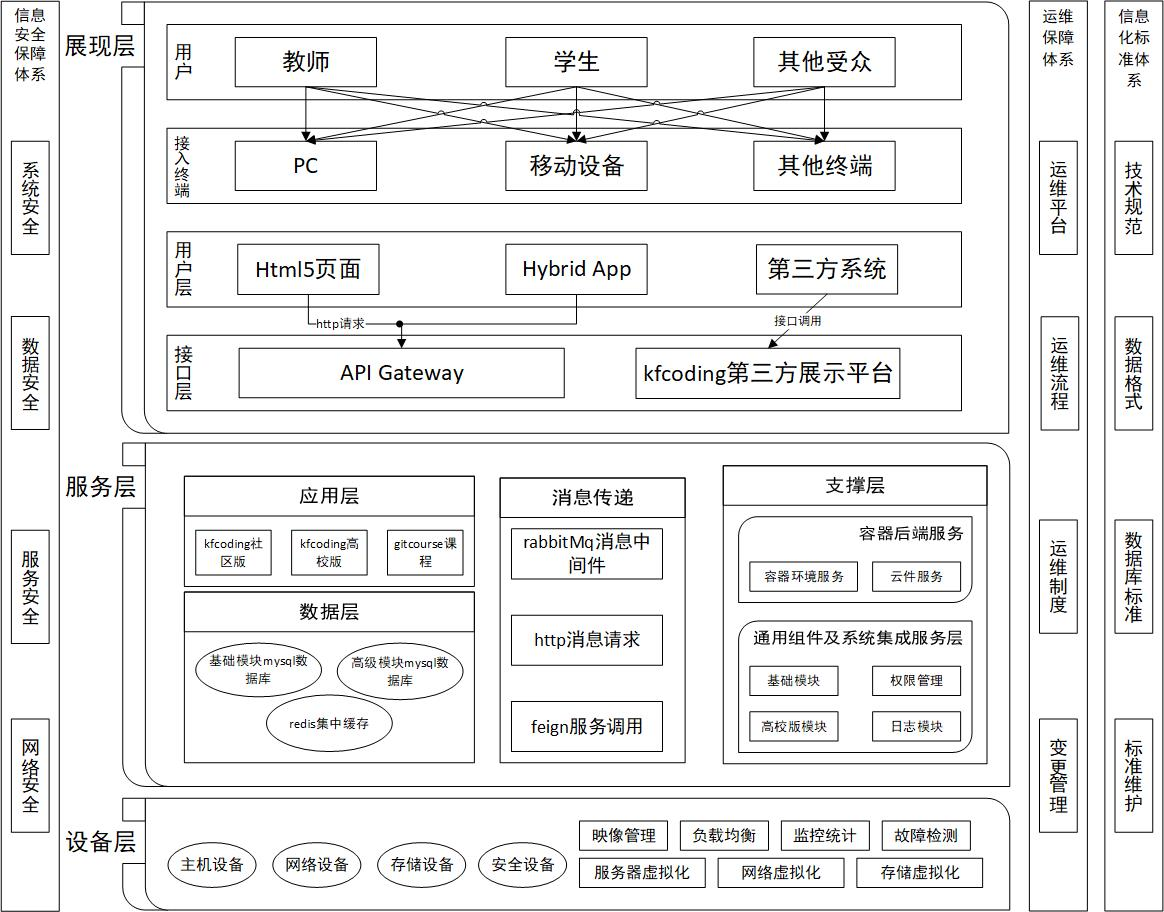 信息
安全
保障
体系
系统安全
数据安全
服务安全
网络安全
展现层
用户
教师
学生
其他受众
接入终端
PC
移动设备
其他终端
用户层
Html5页面
Hybrid App
第三方系统
http请求
接口调用
接口层
API Gateway
kfcoding第三方展示平台
服务层
应用层
kfcoding社
区版
kfcoding高
校版
gitcourse课
程
数据层
基础模块mysql数
据库
高级模块mysql数
据库
redis集中缓存
消息传递
rabbitMq消息中
间件
http消息请求
feign服务调用
支撑层
容器后端服务
容器环境服务
云件服务
通用组件及系统集成服务层
基础模块
权限管理
高校版模块
日志模块
设备层
主机设备
网络设备
存储设备
安全设备
映像管理
负载均衡
监控统计
故障检测
服务器虚拟化
网络虚拟化
存储虚拟化
运维
保障
体系
运维平台
运维流程
运维制度
变更管理
信息
化标
准体
系
技术规范
数据格式
数据库标准
标准维护